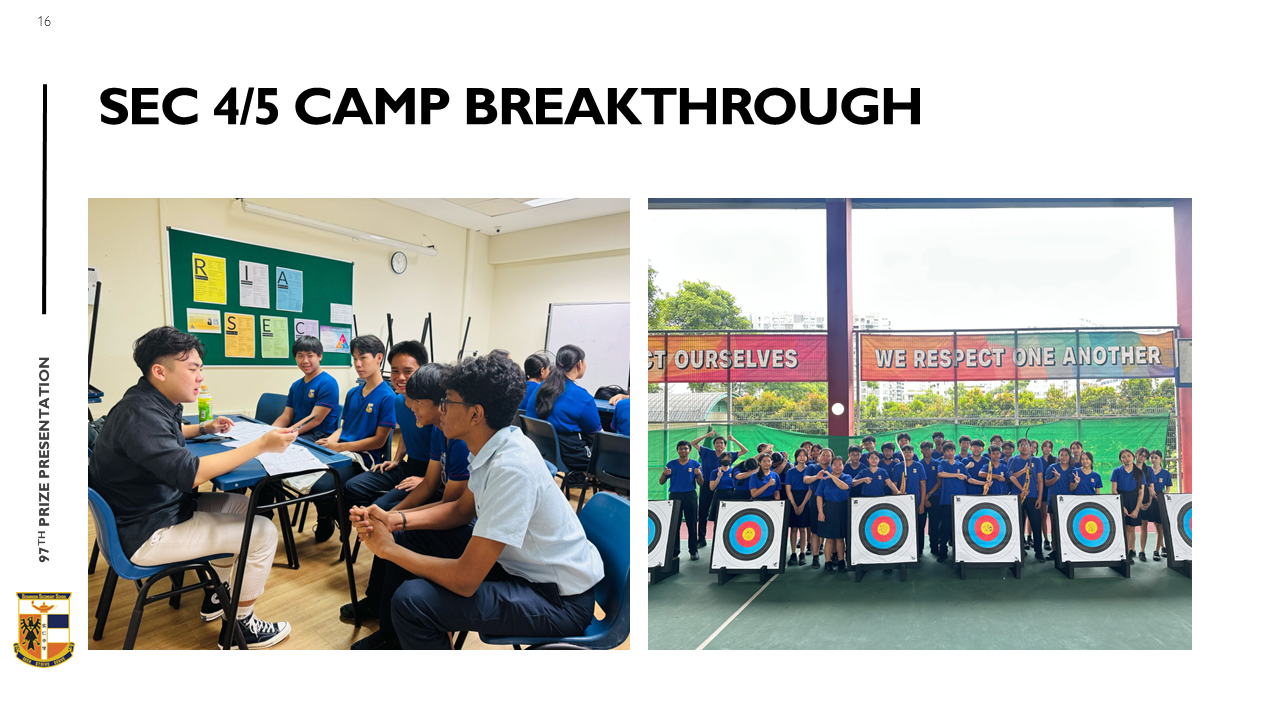 16
SEC 4/5 CAMP BREAKTHROUGH
97TH PRIZE PRESENTATION
R I A
S E C
CT OURSELVES
WE RESPECT ONE ANOTHER